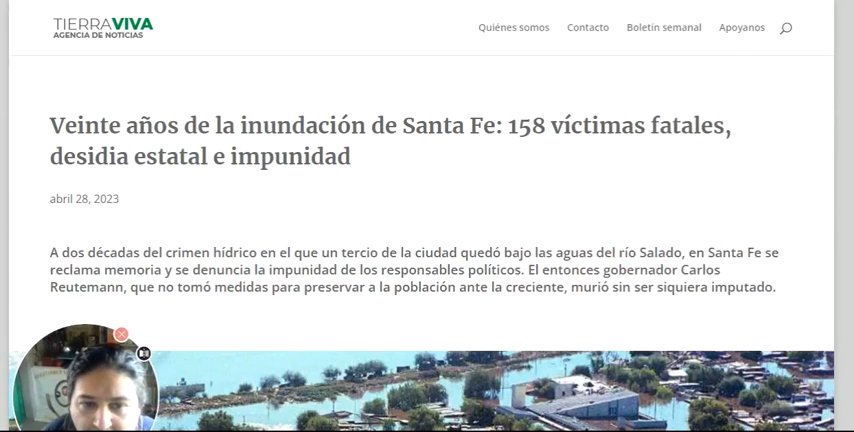 TIERRAVIVA
AGENCIA DE NOTICIAS
Quiénes somos Contacto Boletín semanal Apoyanos
Veinte años de la inundación de Santa Fe: 158 víctimas fatales,
desidia estatal e impunidad
abril 28, 2023
A dos décadas del crimen hídrico en el que un tercio de la ciudad quedó bajo las aguas del río Salado, en Santa Fe se
reclama memoria y se denuncia la impunidad de los responsables políticos. El entonces gobernador Carlos
Reutemann, que no tomó medidas para preservar a la población ante la creciente, murió sin ser siquiera imputado.